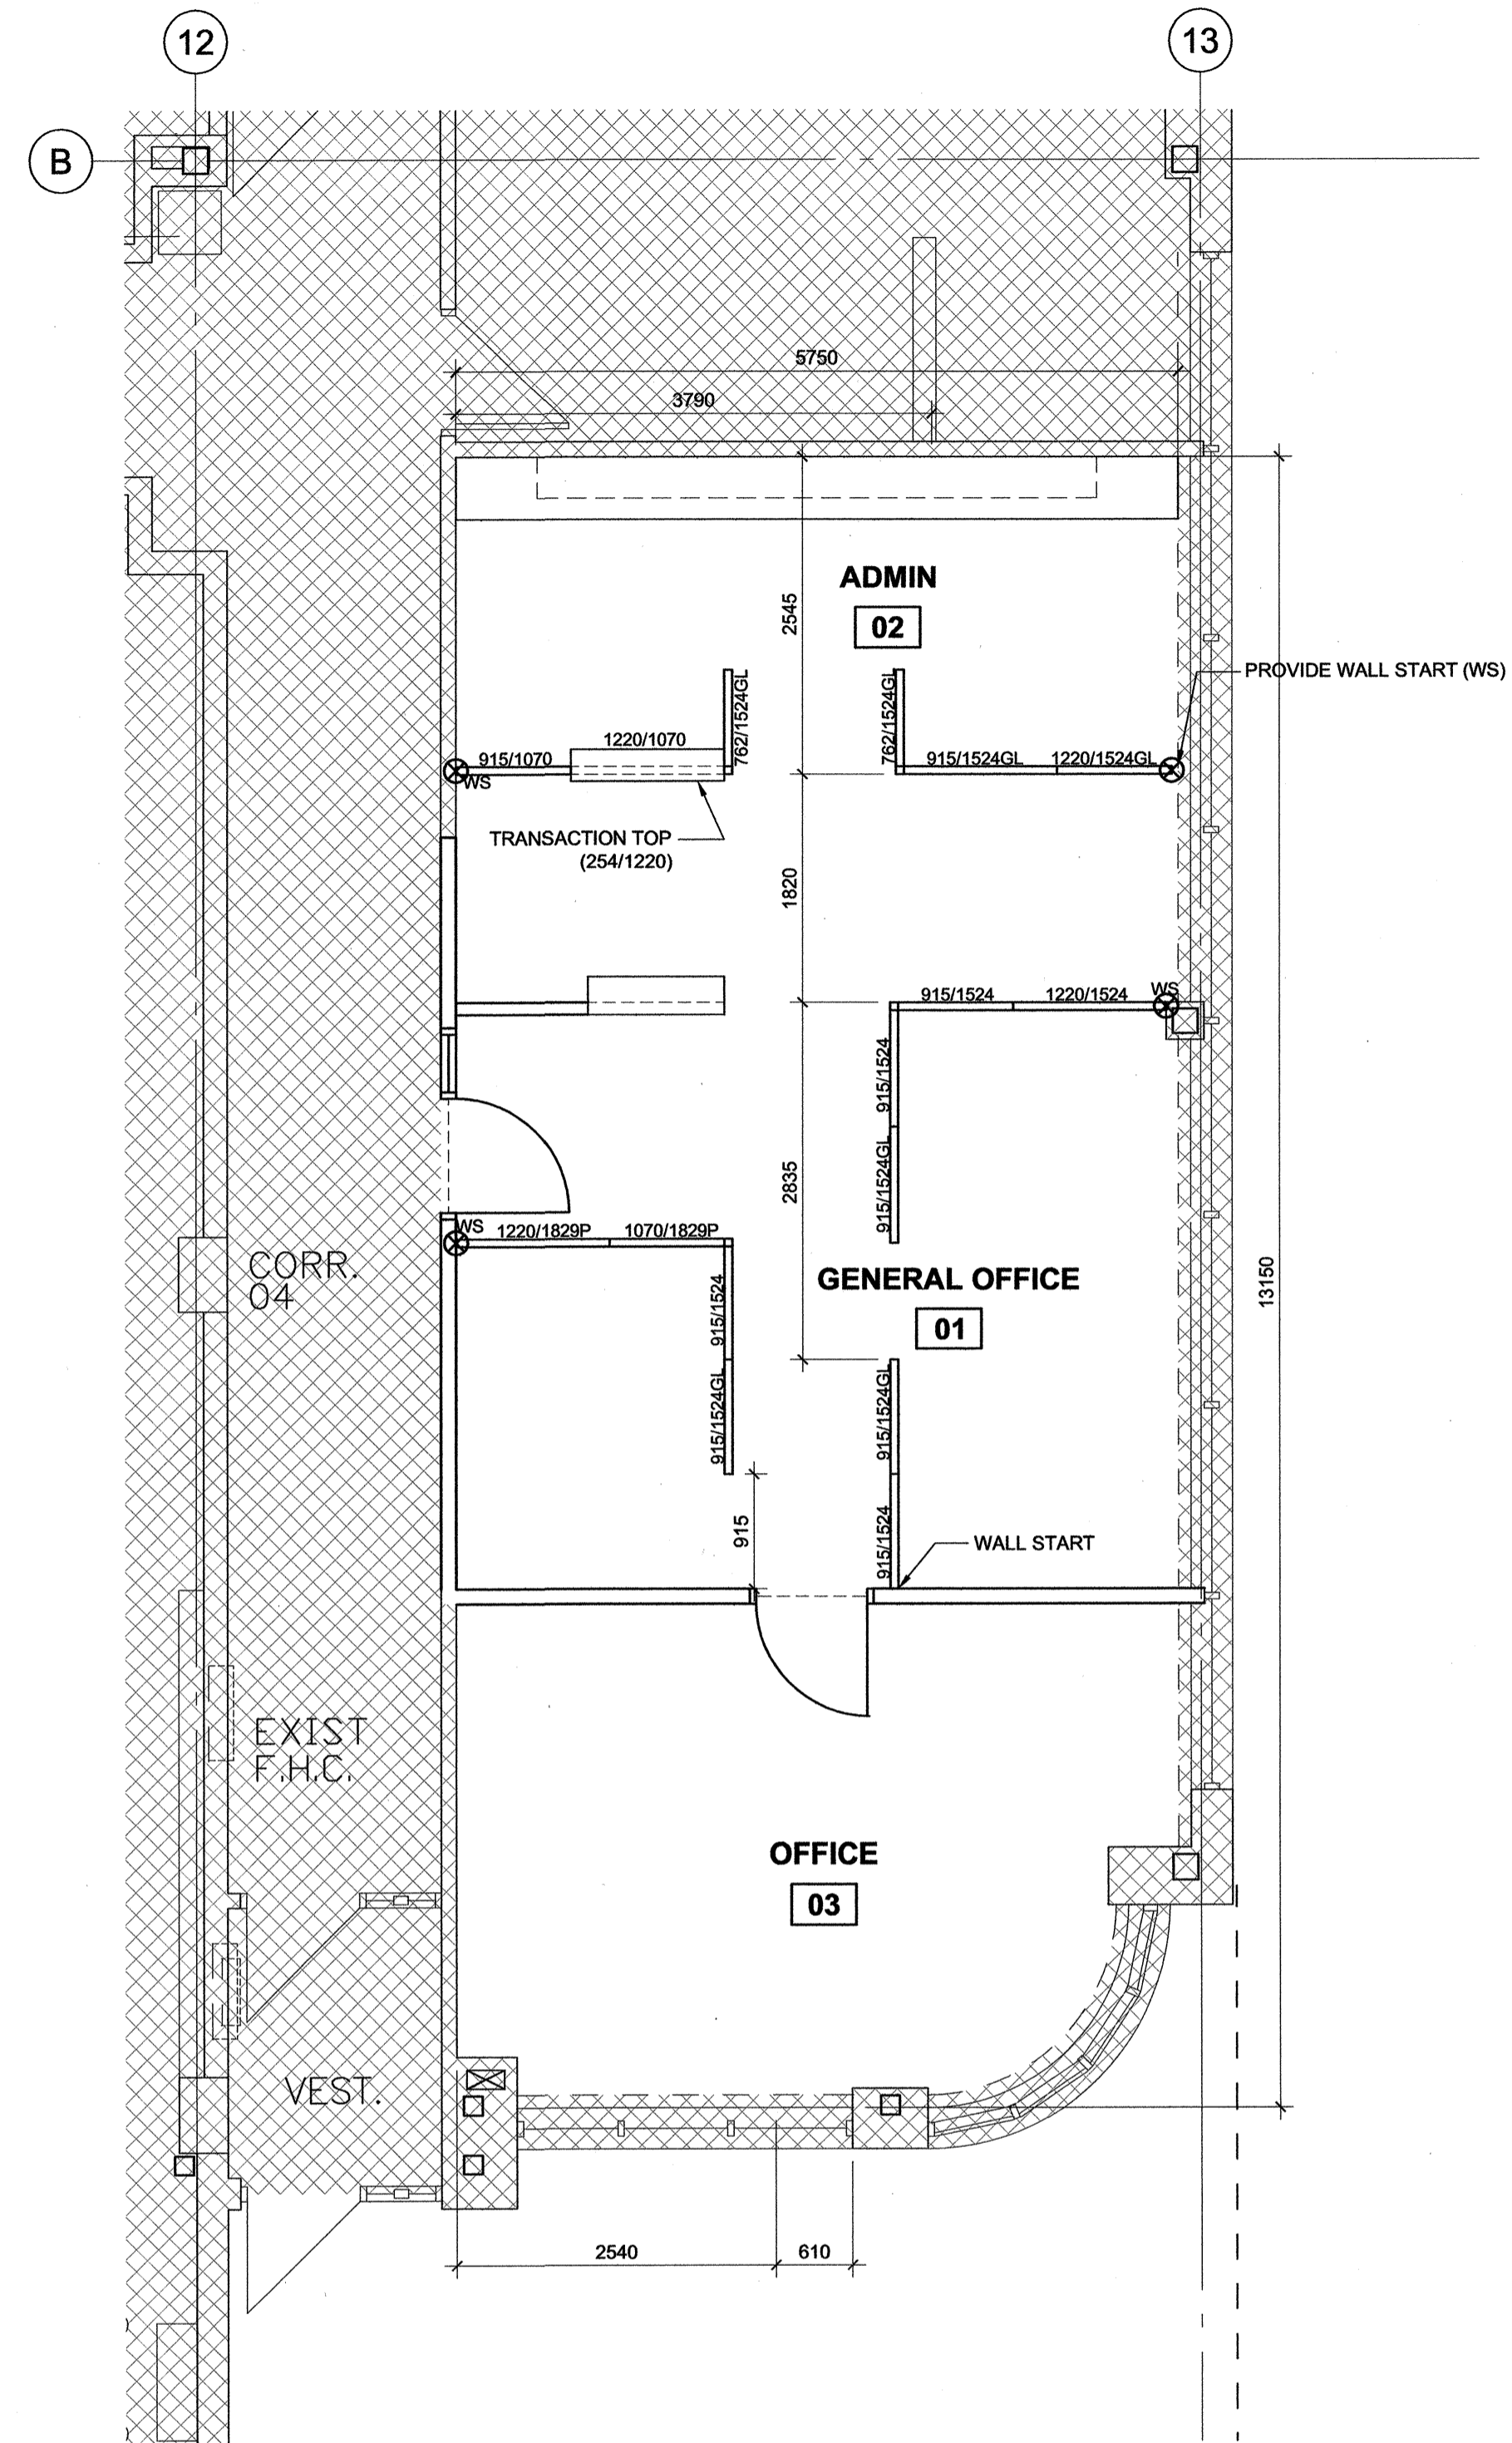 12
13
B
5750
3790
2545
ADMIN
02
PROVIDE WALL START (WS)
762/1524GL
762/1524GL
1220/1070
915/1070
915/1524GL
1220/1524GL
WS
TRANSACTION TOP
(254/1220)
1820
915/1524
1220/1524
WS
915/1524
915/1524GL
2835
WS
1220/1829P
1070/1829P
CORR.
04
915/1524
GENERAL OFFICE
01
13150
915/1524GL
915/1524GL
915
915/1524
WALL START
EXIST
F.H.C.
OFFICE
03
VEST.
2540
610